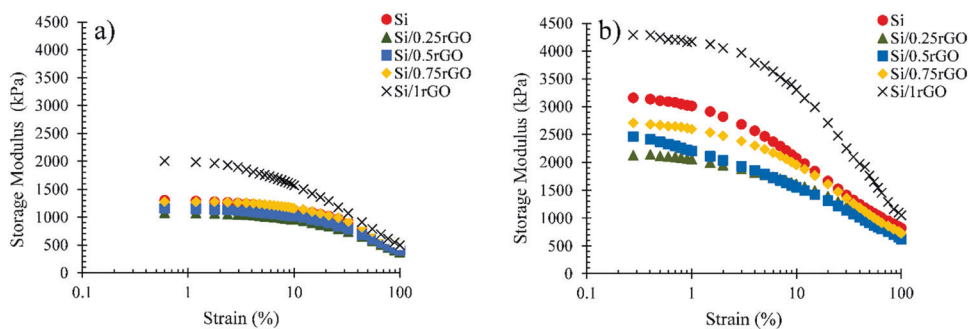 a)
Si
Si/0.25rGO
Si/0.5rGO
Si/0.75rGO
Si/1rGO
Storage Modulus (kPa)
4500
4000
3500
3000
2500
2000
1500
1000
500
0
0.1 1 10 100
Strain (%)
b)
Si
Si/0.25rGO
Si/0.5rGO
Si/0.75rGO
Si/1rGO
Storage Modulus (kPa)
4500
4000
3500
3000
2500
2000
1500
1000
500
0
0.1 1 10 100
Strain (%)